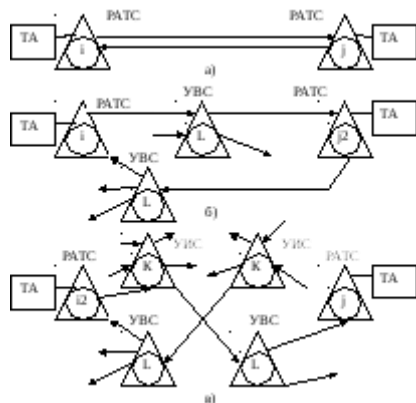 РАТС РАТС
ТА i j ТА
а)
УВС
РАТС РАТС
ТА i L j2 ТА
УВС
L
б)
УИС УИС
РАТС К К РАТС
ТА i2 j ТА
УВС УВС
L L
в)